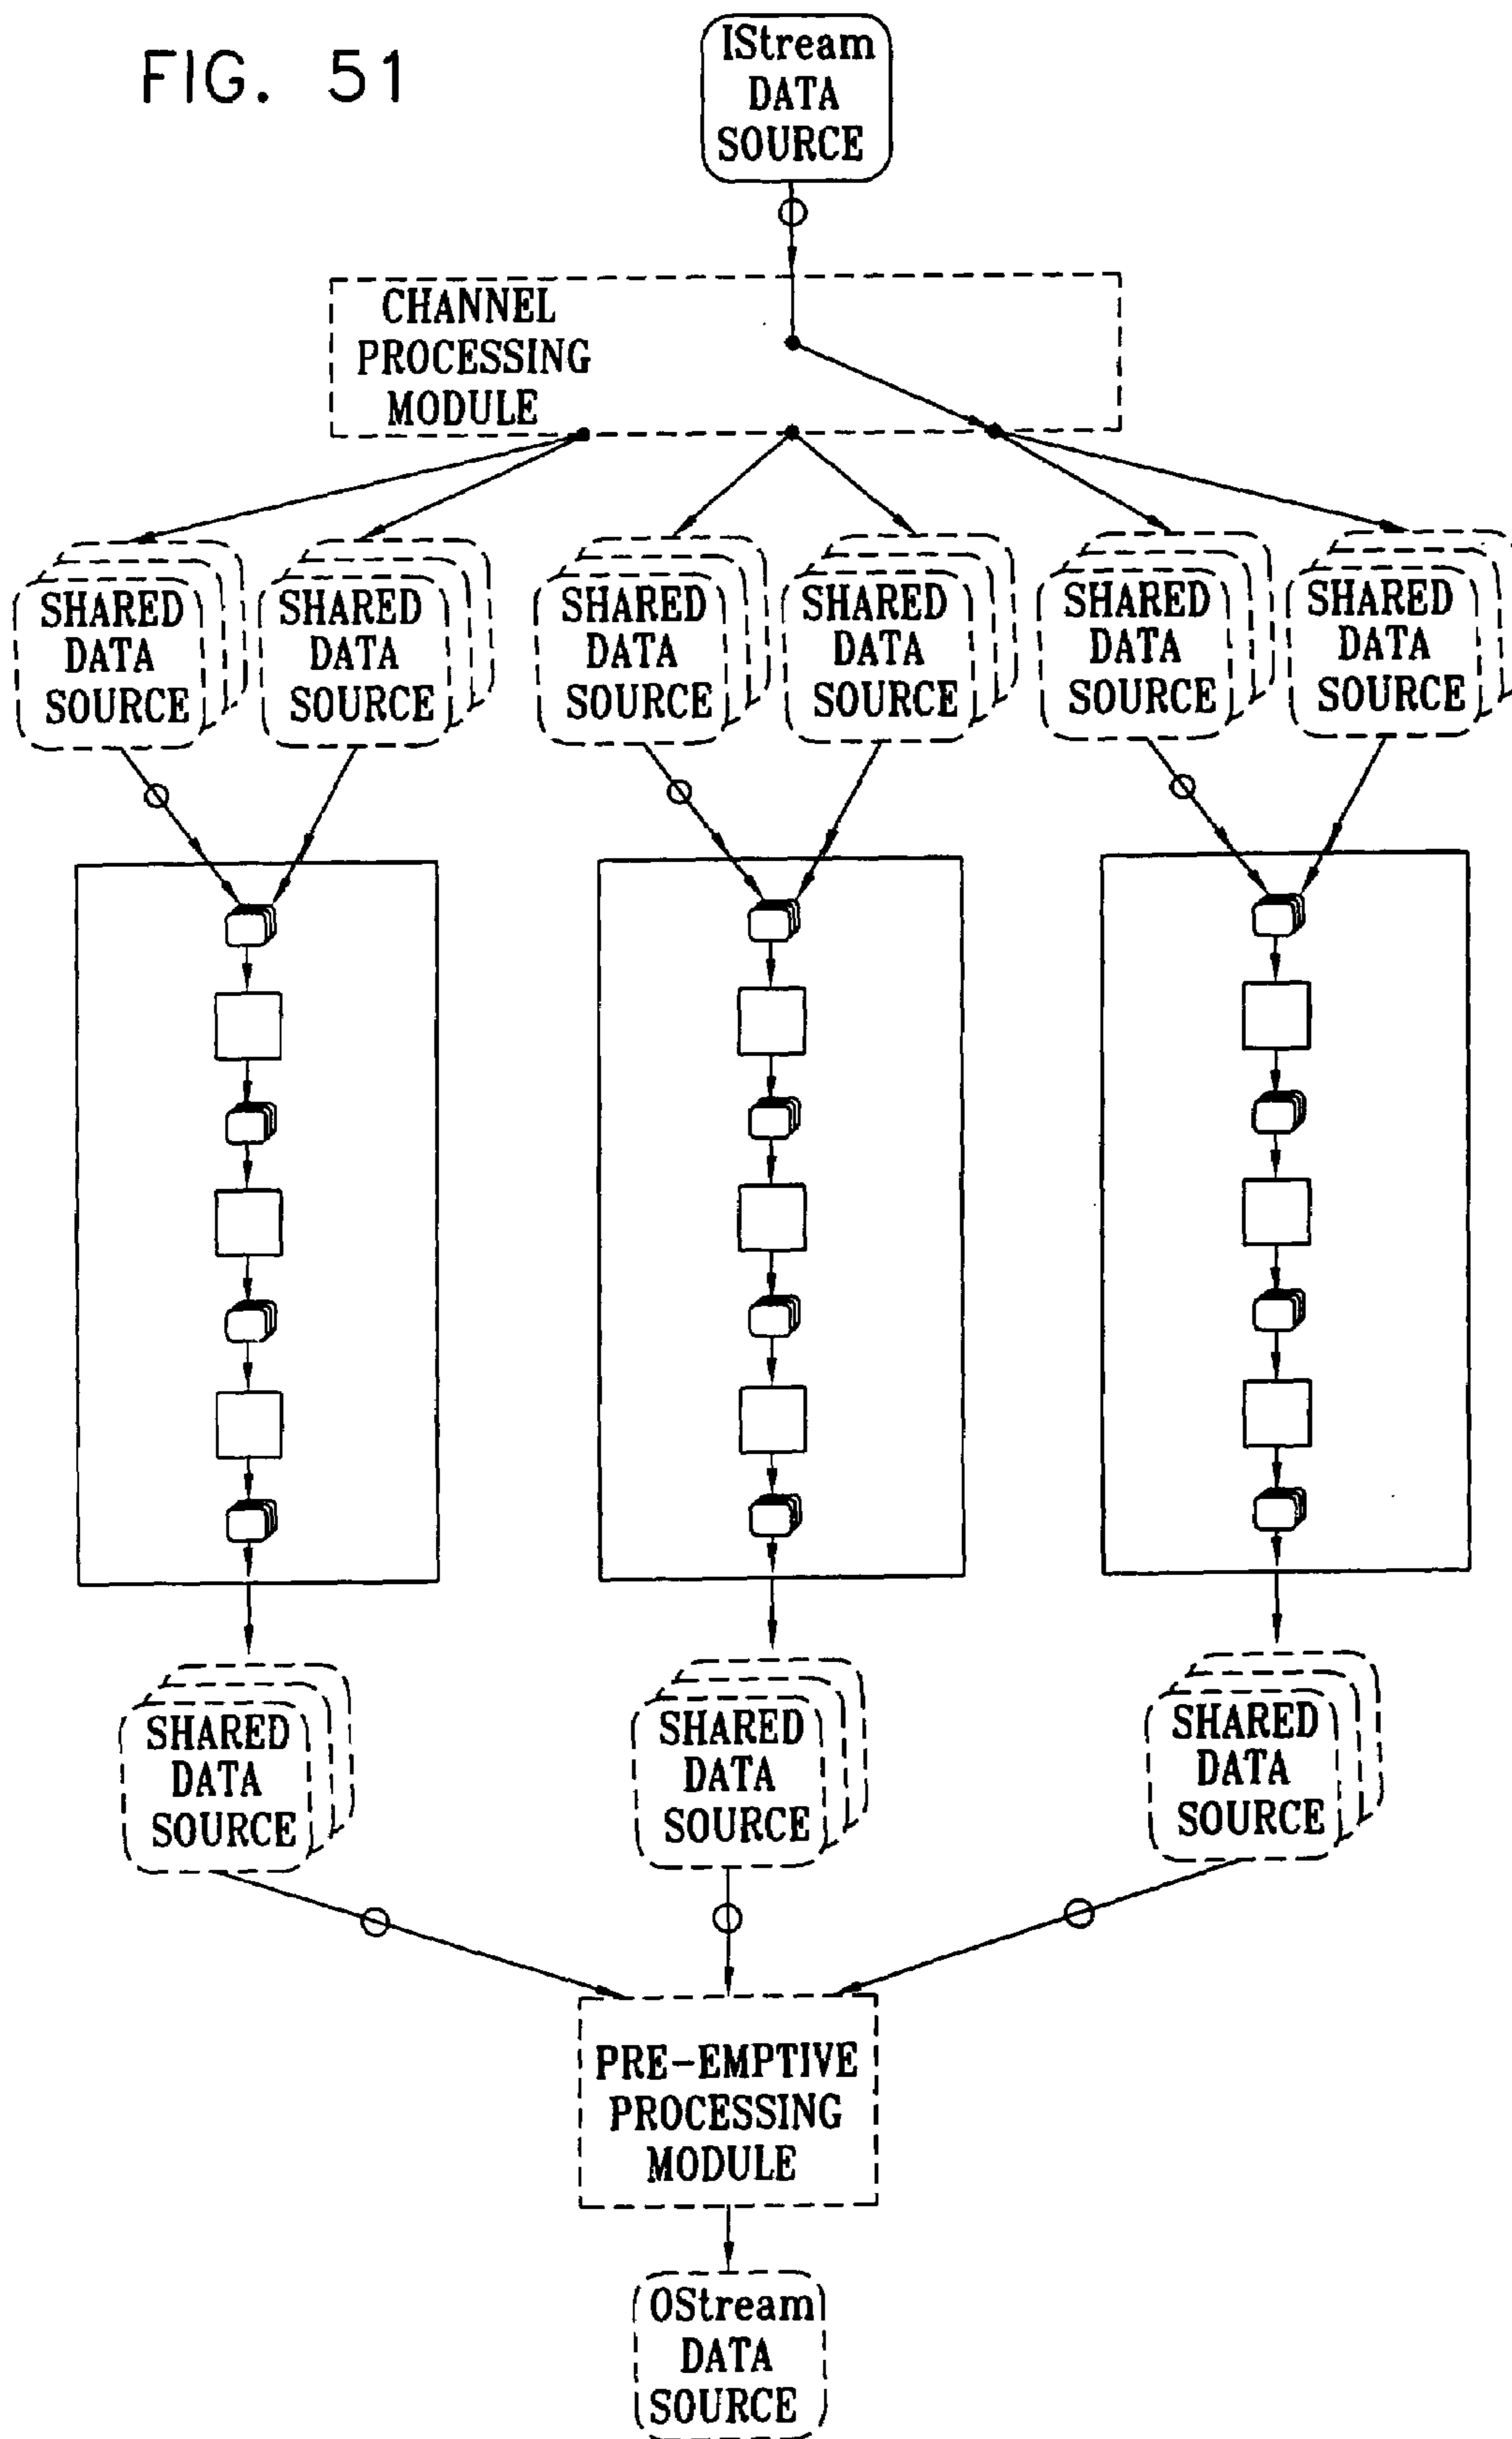 FIG. 51
IStream
DATA
SOURCE
CHANNEL
PROCESSING
MODULE
SHARED
DATA
SOURCE
SHARED
DATA
SOURCE
SHARED
DATA
SOURCE
SHARED
DATA
SOURCE
SHARED
DATA
SOURCE
SHARED
DATA
SOURCE
SHARED
DATA
SOURCE
SHARED
DATA
SOURCE
SHARED
DATA
SOURCE
PRE-EMPTIVE
PROCESSING
MODULE
OStream
DATA
SOURCE